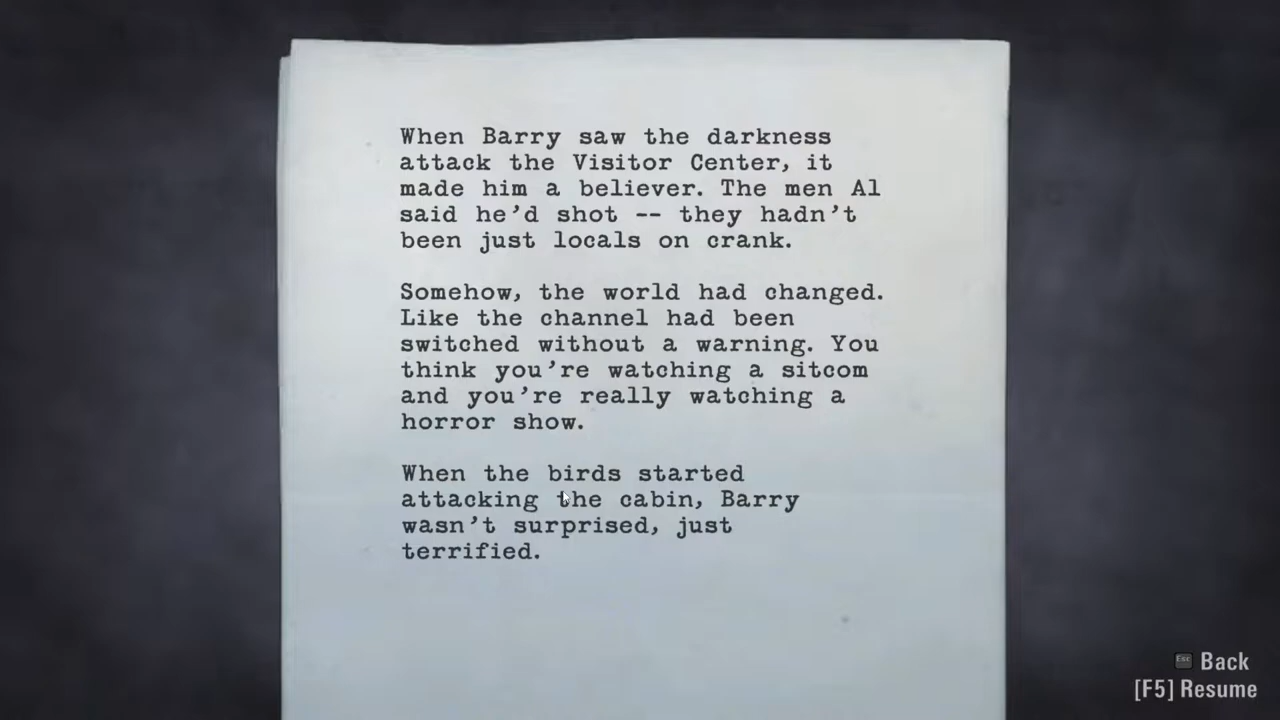 When Barry saw the darkness
attack the Visitor Center, it
made him a believer. The men Al
said he'd shot -- they hadn't
been just locals on crank.
Somehow, the world had changed.
Like the channel had been
switched without a warning. You
think you're watching a sitcom
and you're really watching a
horror show.
When the birds started
attacking the cabin, Barry
wasn't surprised, just
terrified.
Esc Back
[F5] Resume